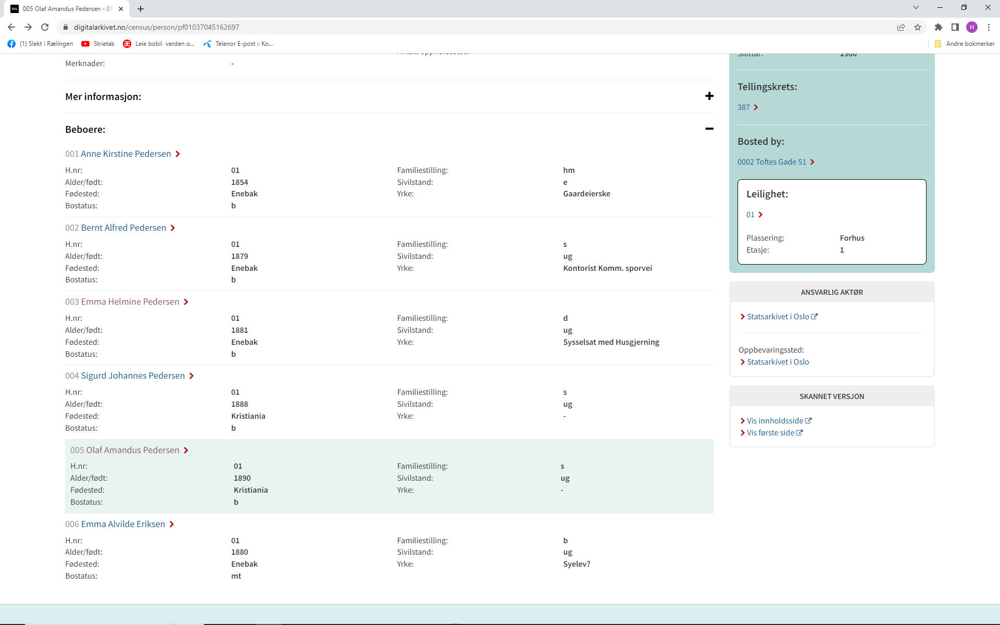 005 Olaf Amandus Pedersen - 01
digitalarkivet.no/census/person/pf01037045162697
H
(1) Slekt i Rælingen
Strietak
Leie bobil verden o...
Telenor E-post :: Ko...
Andre bokmerker
Merknader: -
Mer informasjon:
Beboere:
001 Anne Kirstine Pedersen
H.nr: 01 Familiestilling: hm
Alder/født: 1854 Sivilstand: e
Fødested: Enebak Yrke: Gaardeierske
Bostatus: b
002 Bernt Alfred Pedersen
H.nr: 01 Familiestilling: s
Alder/født: 1879 Sivilstand: ug
Fødested: Enebak Yrke: Kontorist Komm. sporvei
Bostatus: b
003 Emma Helmine Pedersen
H.nr: 01 Familiestilling: d
Alder/født: 1881 Sivilstand: ug
Fødested: Enebak Yrke: Sysselsat med Husgjerning
Bostatus: b
004 Sigurd Johannes Pedersen
H.nr: 01 Familiestilling: s
Alder/født: 1888 Sivilstand: ug
Fødested: Kristiania Yrke: -
Bostatus: b
005 Olaf Amandus Pedersen
H.nr: 01 Familiestilling: s
Alder/født: 1890 Sivilstand: ug
Fødested: Kristiania Yrke: -
Bostatus: b
006 Emma Alvilde Eriksen
H.nr: 01 Familiestilling: b
Alder/født: 1880 Sivilstand: ug
Fødested: Enebak Yrke: Syelev?
Bostatus: mt
Sluttår: 1900
Tellingskrets:
387
Bosted by:
0002 Toftes Gade 51
Leilighet:
01
Plassering: Forhus
Etasje: 1
ANSVARLIG AKTØR
Statsarkivet i Oslo
Oppbevaringssted:
Statsarkivet i Oslo
SKANNET VERSJON
Vis innholdsside
Vis første side